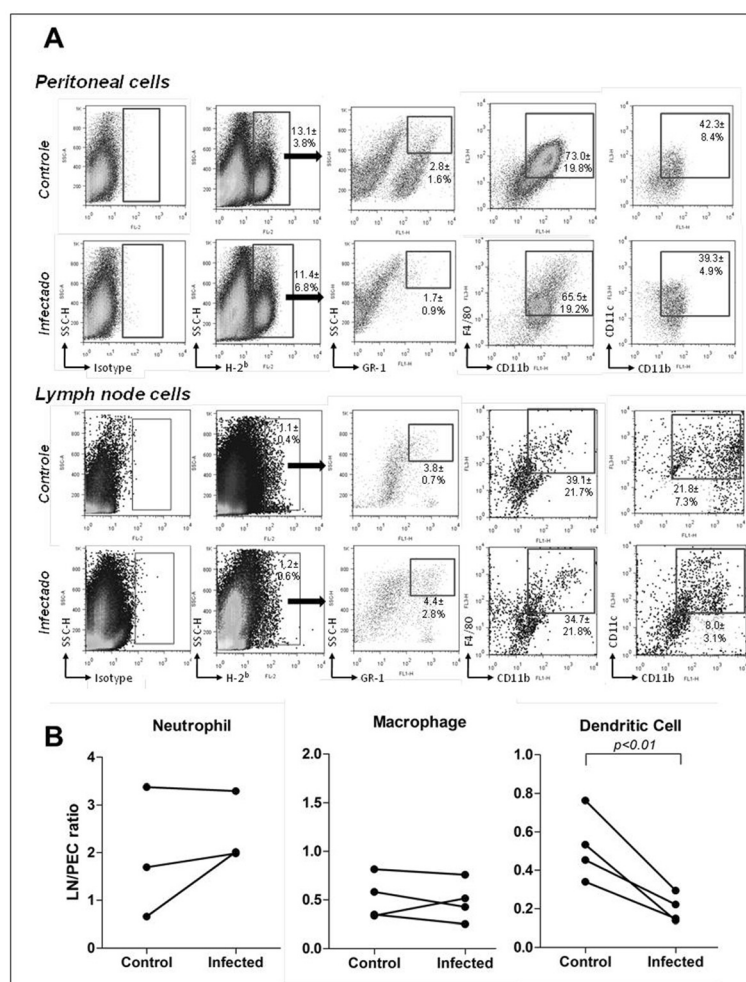 A
Peritoneal cells
Controle
13.1±
3.8%
2.8±
1.6%
73.0±
19.8%
42.3±
8.4%
Infectado
11.4±
6.8%
1.7±
0.9%
65.5±
19.2%
39.3±
4.9%
SSC-H
Isotype
SSC-H
H-2b
SSC-H
GR-1
F4/80
CD11b
CD11c
CD11b
Lymph node cells
Controle
1.1±
0.4%
3.8±
0.7%
39.1±
21.7%
21.8±
7.3%
Infectado
1.2±
0.6%
4.4±
2.8%
34.7±
21.8%
8.0±
3.1%
SSC-H
Isotype
SSC-H
H-2b
SSC-H
GR-1
F4/80
CD11b
CD11c
CD11b
B
Neutrophil
LN/PEC ratio
4
3
2
1
0
Control Infected
Macrophage
2.0
1.5
1.0
0.5
0.0
Control Infected
Dendritic Cell
p<0.01
1.0
0.8
0.6
0.4
0.2
0.0
Control Infected